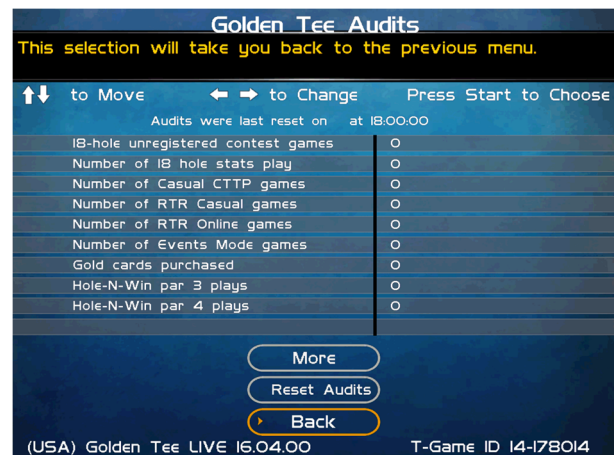 Golden Tee Audits
This selection will take you back to the previous menu.
to Move to Change Press Start to Choose
Audits were last reset on at 18:00:00
18-hole unregistered contest games 0
Number of 18 hole stats play 0
Number of Casual CTTP games 0
Number of RTR Casual games 0
Number of RTR Online games 0
Number of Events Mode games 0
Gold cards purchased 0
Hole-N-Win par 3 plays 0
Hole-N-Win par 4 plays 0
More
Reset Audits
Back
(USA) Golden Tee LIVE 16.04.00 T-Game ID 14-178014